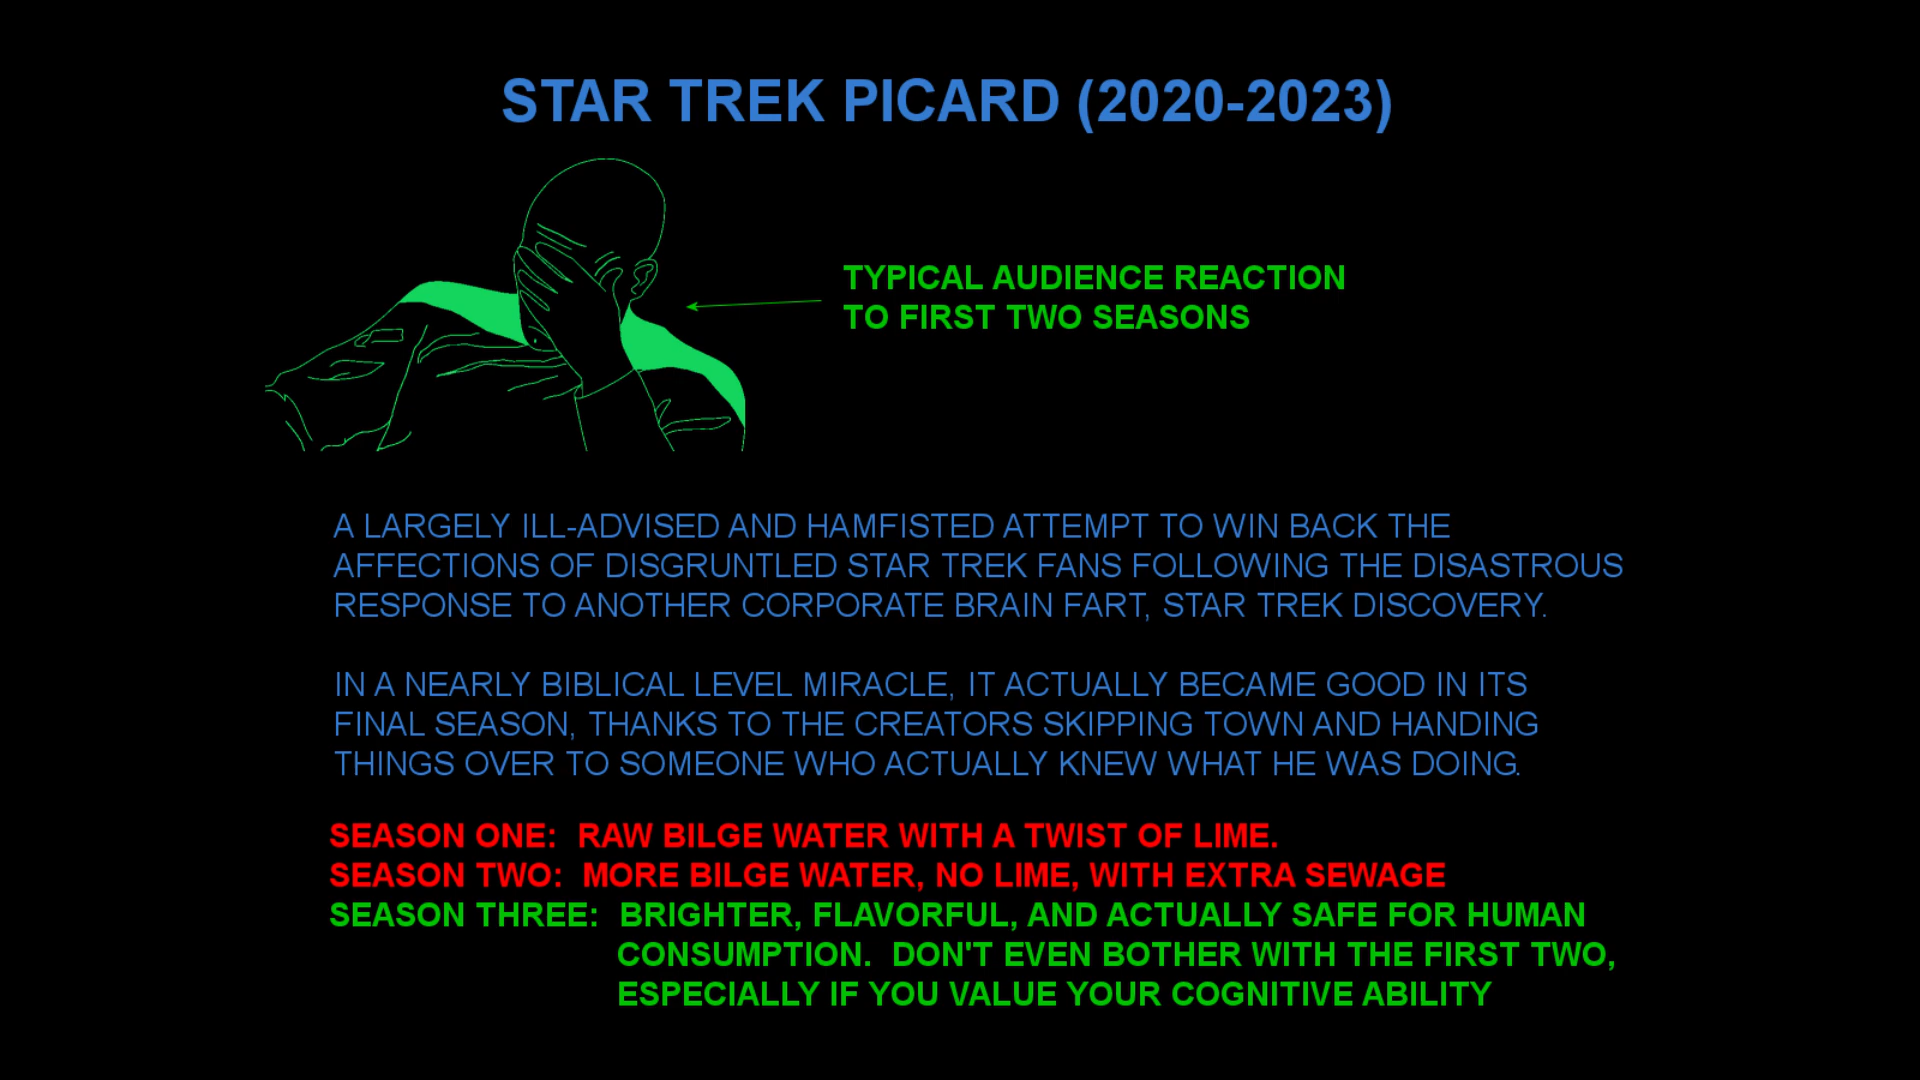 STAR TREK PICARD (2020-2023)
TYPICAL AUDIENCE REACTION
TO FIRST TWO SEASONS
A LARGELY ILL-ADVISED AND HAMFISTED ATTEMPT TO WIN BACK THE
AFFECTIONS OF DISGRUNTLED STAR TREK FANS FOLLOWING THE DISASTROUS
RESPONSE TO ANOTHER CORPORATE BRAIN FART, STAR TREK DISCOVERY.
IN A NEARLY BIBLICAL LEVEL MIRACLE, IT ACTUALLY BECAME GOOD IN ITS
FINAL SEASON, THANKS TO THE CREATORS SKIPPING TOWN AND HANDING
THINGS OVER TO SOMEONE WHO ACTUALLY KNEW WHAT HE WAS DOING.
SEASON ONE:  RAW BILGE WATER WITH A TWIST OF LIME.
SEASON TWO:  MORE BILGE WATER, NO LIME, WITH EXTRA SEWAGE
SEASON THREE:  BRIGHTER, FLAVORFUL, AND ACTUALLY SAFE FOR HUMAN
CONSUMPTION.  DON'T EVEN BOTHER WITH THE FIRST TWO,
ESPECIALLY IF YOU VALUE YOUR COGNITIVE ABILITY